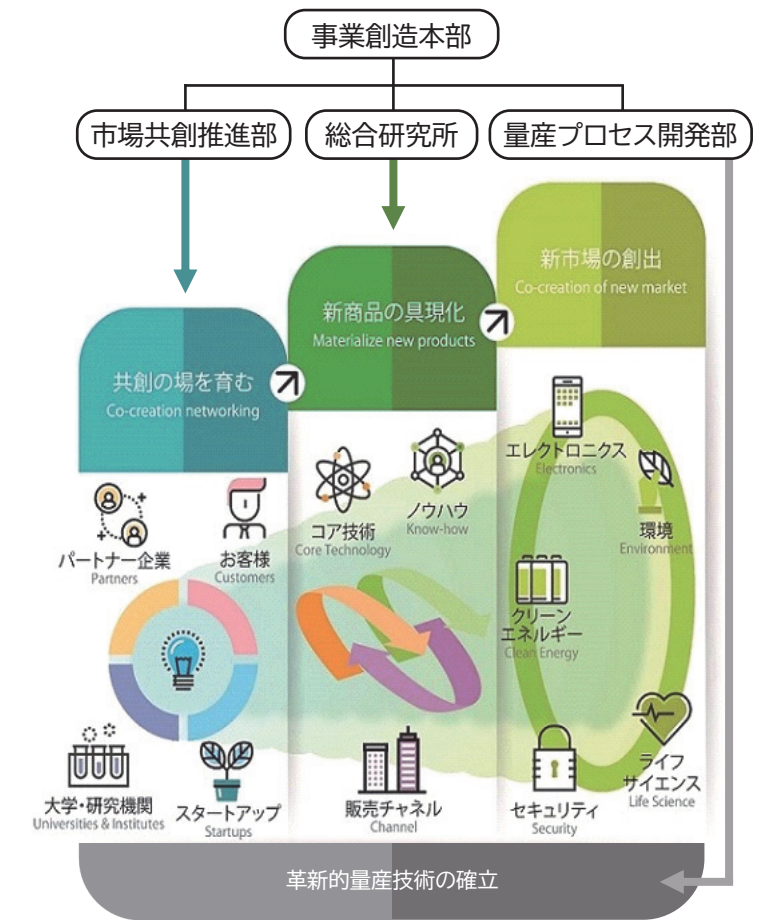 事業創造本部
市場共創推進部
総合研究所
量産プロセス開発部
共創の場を育む
Co-creation networking
新商品の具現化
Materialize new products
新市場の創出
Co-creation of new market
パートナー企業
Partners
お客様
Customers
大学・研究機関
Universities & Institutes
スタートアップ
Startups
コア技術
Core Technology
ノウハウ
Know-how
販売チャネル
Channel
エレクトロニクス
Electronics
環境
Environment
クリーン
エネルギー
Clean Energy
セキュリティ
Security
ライフ
サイエンス
Life Science
革新的量産技術の確立